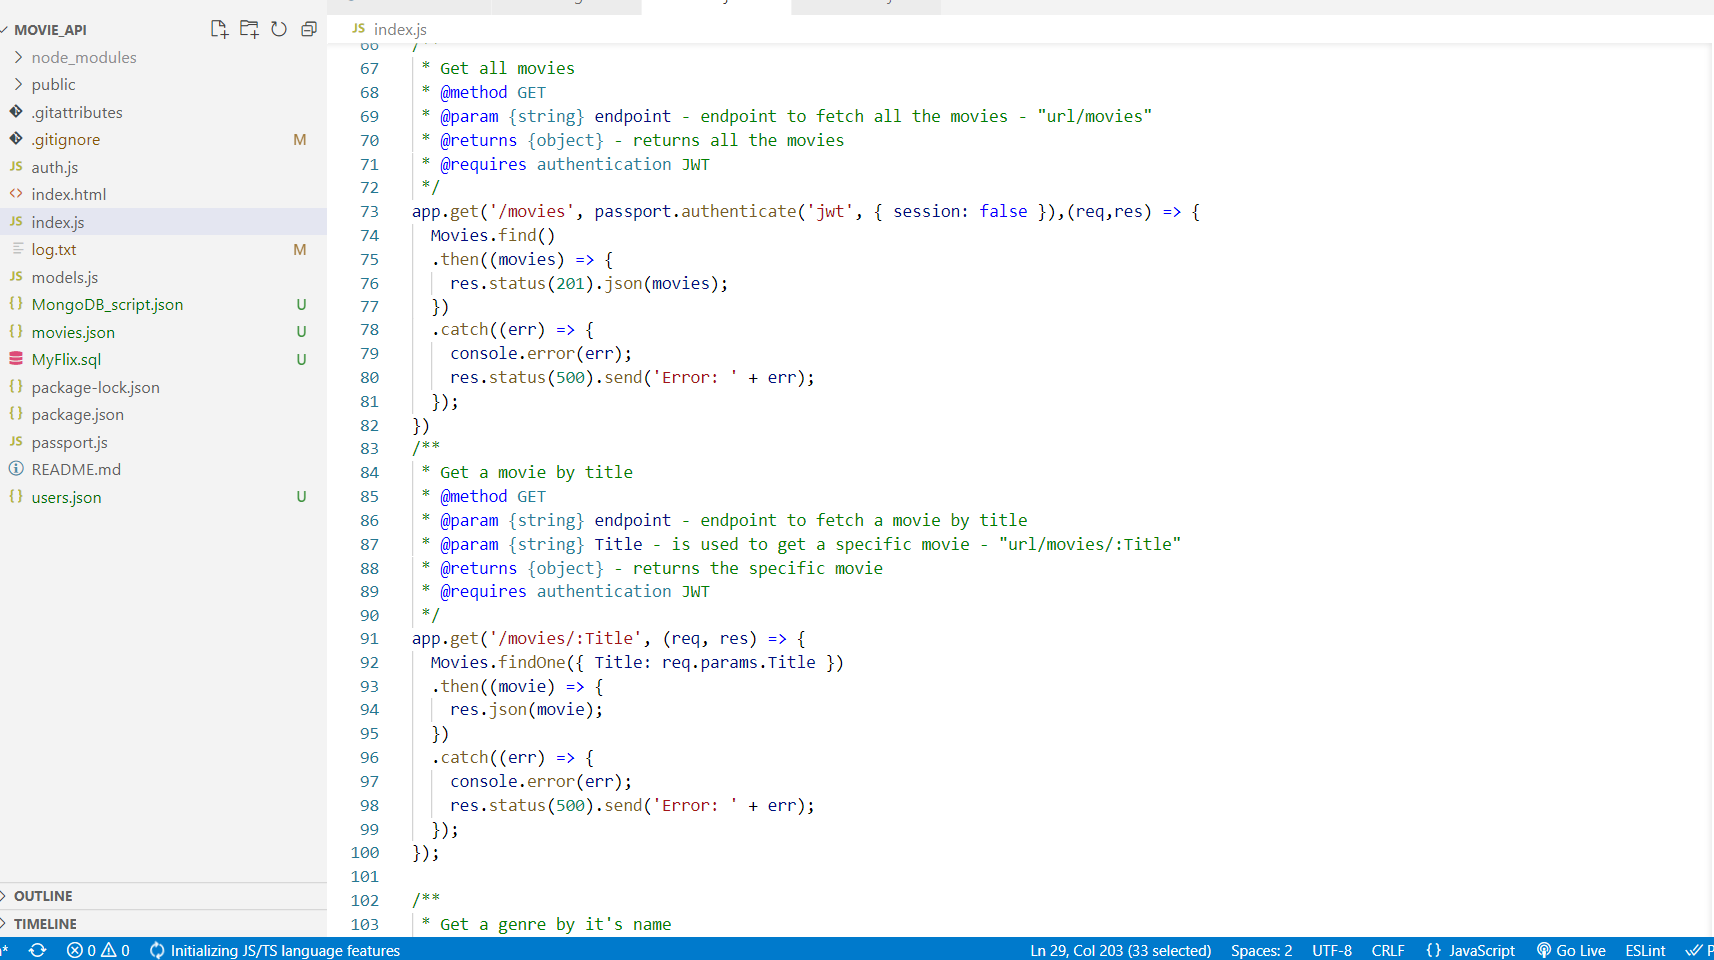 MOVIE_API
node_modules
public
.gitattributes
.gitignore M
JS auth.js
<> index.html
JS index.js
log.txt M
JS models.js
{} MongoDB_script.json U
{} movies.json U
MyFlix.sql U
{} package-lock.json
{} package.json
JS passport.js
README.md
{} users.json U
OUTLINE
TIMELINE
JS index.js
66 /**
67 * Get all movies
68 * @method GET
69 * @param {string} endpoint - endpoint to fetch all the movies - "url/movies"
70 * @returns {object} - returns all the movies
71 * @requires authentication JWT
72 */
73 app.get('/movies', passport.authenticate('jwt', { session: false }),(req,res) => {
74 Movies.find()
75 .then((movies) => {
76 res.status(201).json(movies);
77 })
78 .catch((err) => {
79 console.error(err);
80 res.status(500).send('Error: ' + err);
81 });
82 })
83 /**
84 * Get a movie by title
85 * @method GET
86 * @param {string} endpoint - endpoint to fetch a movie by title
87 * @param {string} Title - is used to get a specific movie - "url/movies/:Title"
88 * @returns {object} - returns the specific movie
89 * @requires authentication JWT
90 */
91 app.get('/movies/:Title', (req, res) => {
92 Movies.findOne({ Title: req.params.Title })
93 .then((movie) => {
94 res.json(movie);
95 })
96 .catch((err) => {
97 console.error(err);
98 res.status(500).send('Error: ' + err);
99 });
100 });
101
102 /**
103 * Get a genre by it's name
0 0 Initializing JS/TS language features Ln 29, Col 203 (33 selected) Spaces: 2 UTF-8 CRLF {} JavaScript Go Live ESLint